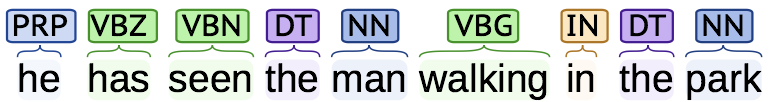 PRP VBZ VBN DT NN VBG IN DT NN
he has seen the man walking in the park